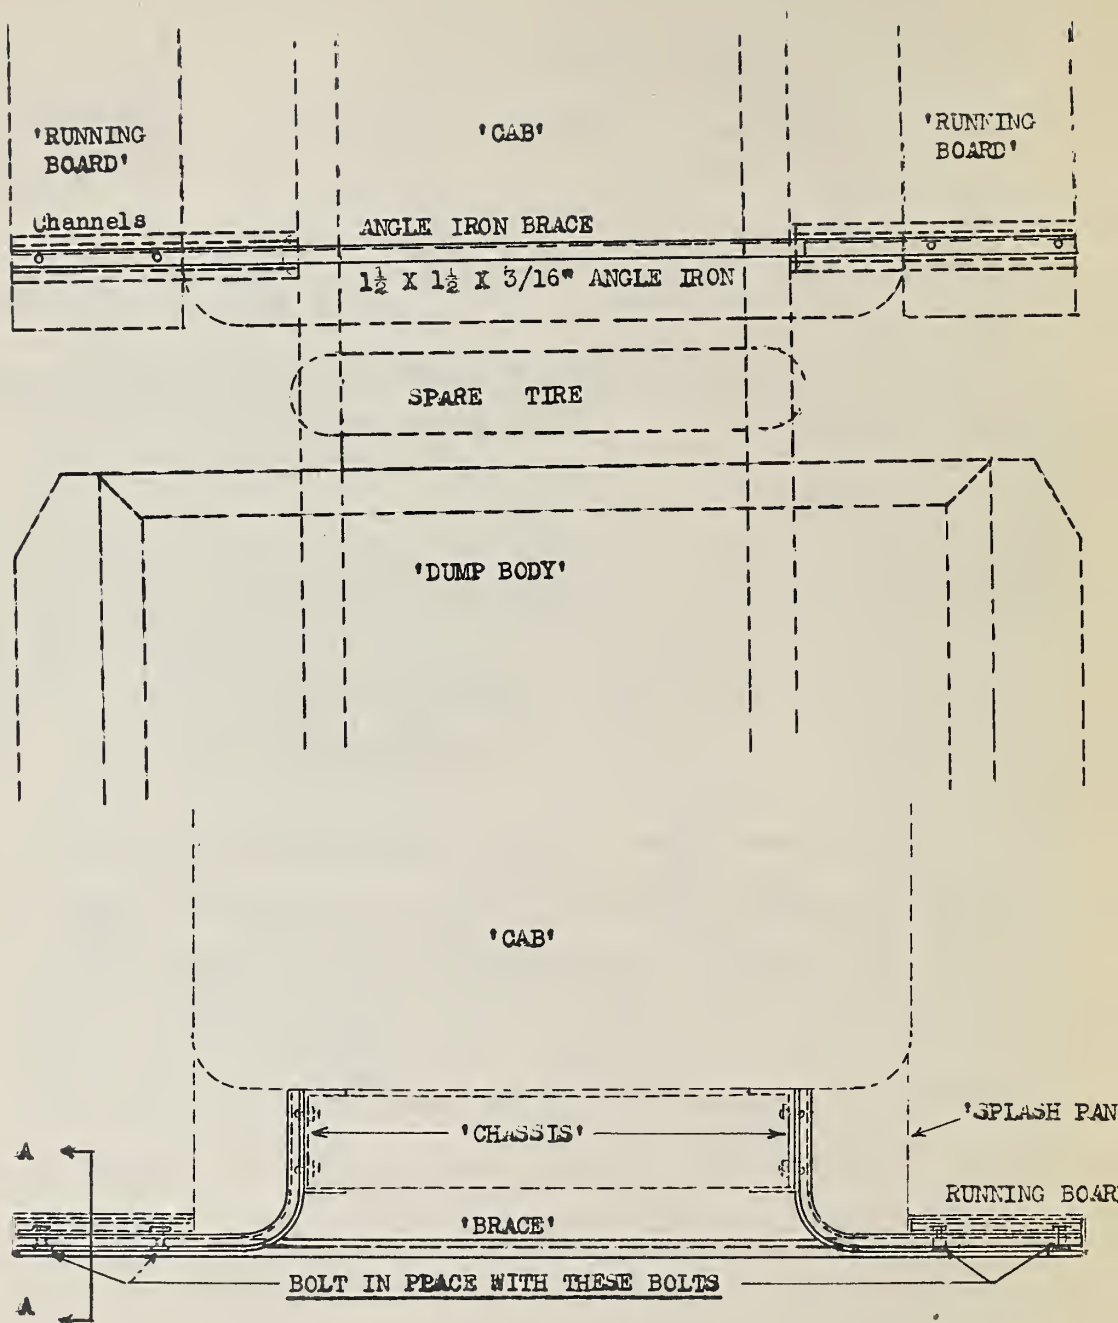 'RUNNING
BOARD'
'CAB'
'RUNNING
BOARD'
Channels
ANGLE IRON BRACE
1½ X 1½ X 3/16" ANGLE IRON
SPARE TIRE
'DUMP BODY'
'CAB'
'SPLASH PAN
'CHASSIS'
A
RUNNING BOAR
'BRACE'
BOLT IN PLACE WITH THESE BOLTS
A